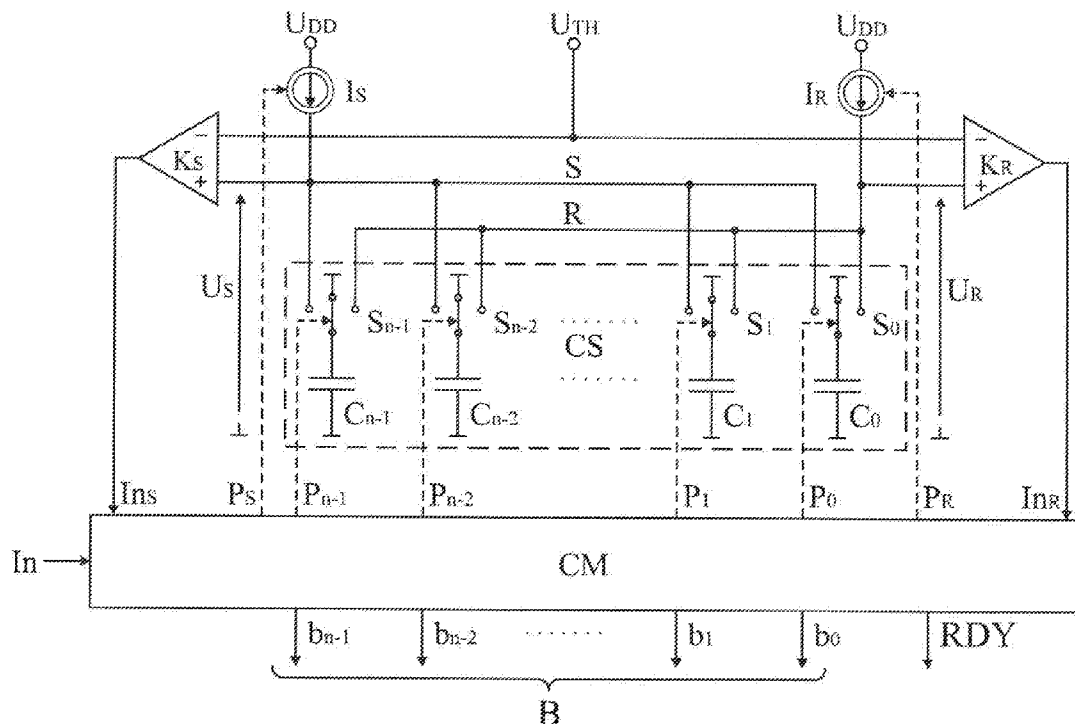 UDD UTH UDD
IS IR
KS KR
S
R
US UR
Sn-1 Sn-2 ........ S1 S0
CS
........
Cn-1 Cn-2 C1 C0
InS PS Pn-1 Pn-2 P1 P0 PR InR
In CM
bn-1 bn-2 ........ b1 b0 RDY
B